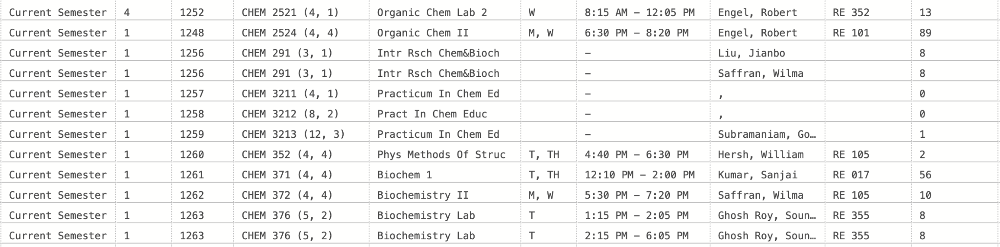 Current Semester 4 1252 CHEM 2521 (4, 1) Organic Chem Lab 2 W 8:15 AM – 12:05 PM Engel, Robert RE 352 13
Current Semester 1 1248 CHEM 2524 (4, 4) Organic Chem II M, W 6:30 PM – 8:20 PM Engel, Robert RE 101 89
Current Semester 1 1256 CHEM 291 (3, 1) Intr Rsch Chem&Bioch – Liu, Jianbo 8
Current Semester 1 1256 CHEM 291 (3, 1) Intr Rsch Chem&Bioch – Saffran, Wilma 8
Current Semester 1 1257 CHEM 3211 (4, 1) Practicum In Chem Ed – , 0
Current Semester 1 1258 CHEM 3212 (8, 2) Pract In Chem Educ – , 0
Current Semester 1 1259 CHEM 3213 (12, 3) Practicum In Chem Ed – Subramaniam, Go… 1
Current Semester 1 1260 CHEM 352 (4, 4) Phys Methods Of Struc T, TH 4:40 PM – 6:30 PM Hersh, William RE 105 2
Current Semester 1 1261 CHEM 371 (4, 4) Biochem 1 T, TH 12:10 PM – 2:00 PM Kumar, Sanjai RE 017 56
Current Semester 1 1262 CHEM 372 (4, 4) Biochemistry II M, W 5:30 PM – 7:20 PM Saffran, Wilma RE 105 10
Current Semester 1 1263 CHEM 376 (5, 2) Biochemistry Lab T 1:15 PM – 2:05 PM Ghosh Roy, Soun… RE 355 8
Current Semester 1 1263 CHEM 376 (5, 2) Biochemistry Lab T 2:15 PM – 6:05 PM Ghosh Roy, Soun… RE 355 8